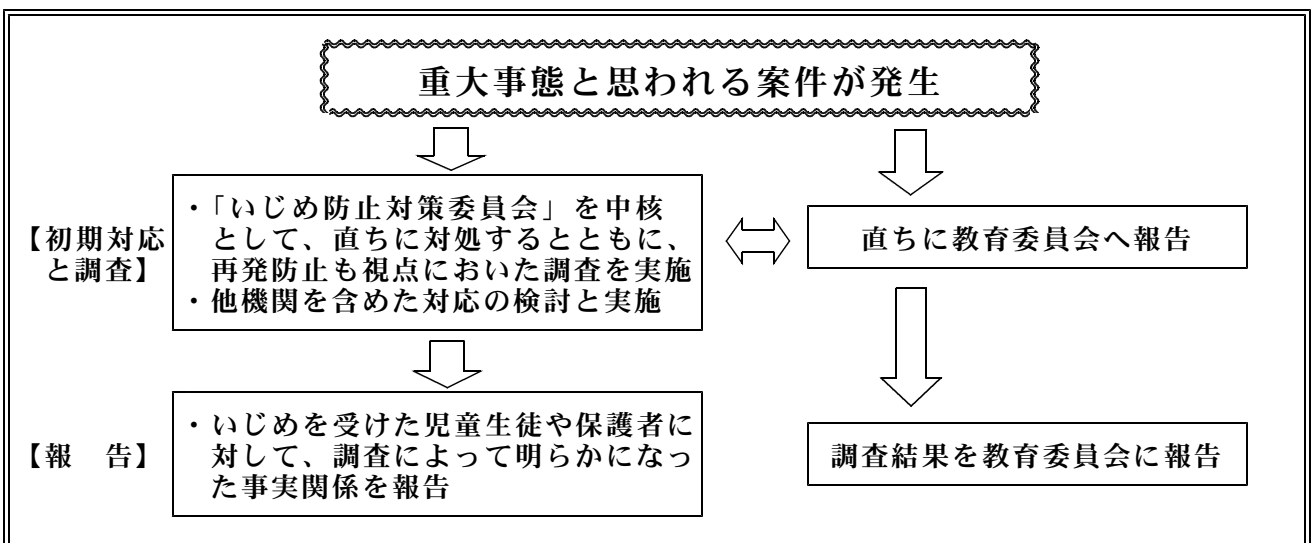 重大事態と思われる案件が発生
【初期対応
と調査】
・「いじめ防止対策委員会」を中核
として、直ちに対処するとともに、
再発防止も視点においた調査を実施
・他機関を含めた対応の検討と実施
直ちに教育委員会へ報告
【報　告】
・いじめを受けた児童生徒や保護者に
対して、調査によって明らかになっ
た事実関係を報告
調査結果を教育委員会に報告